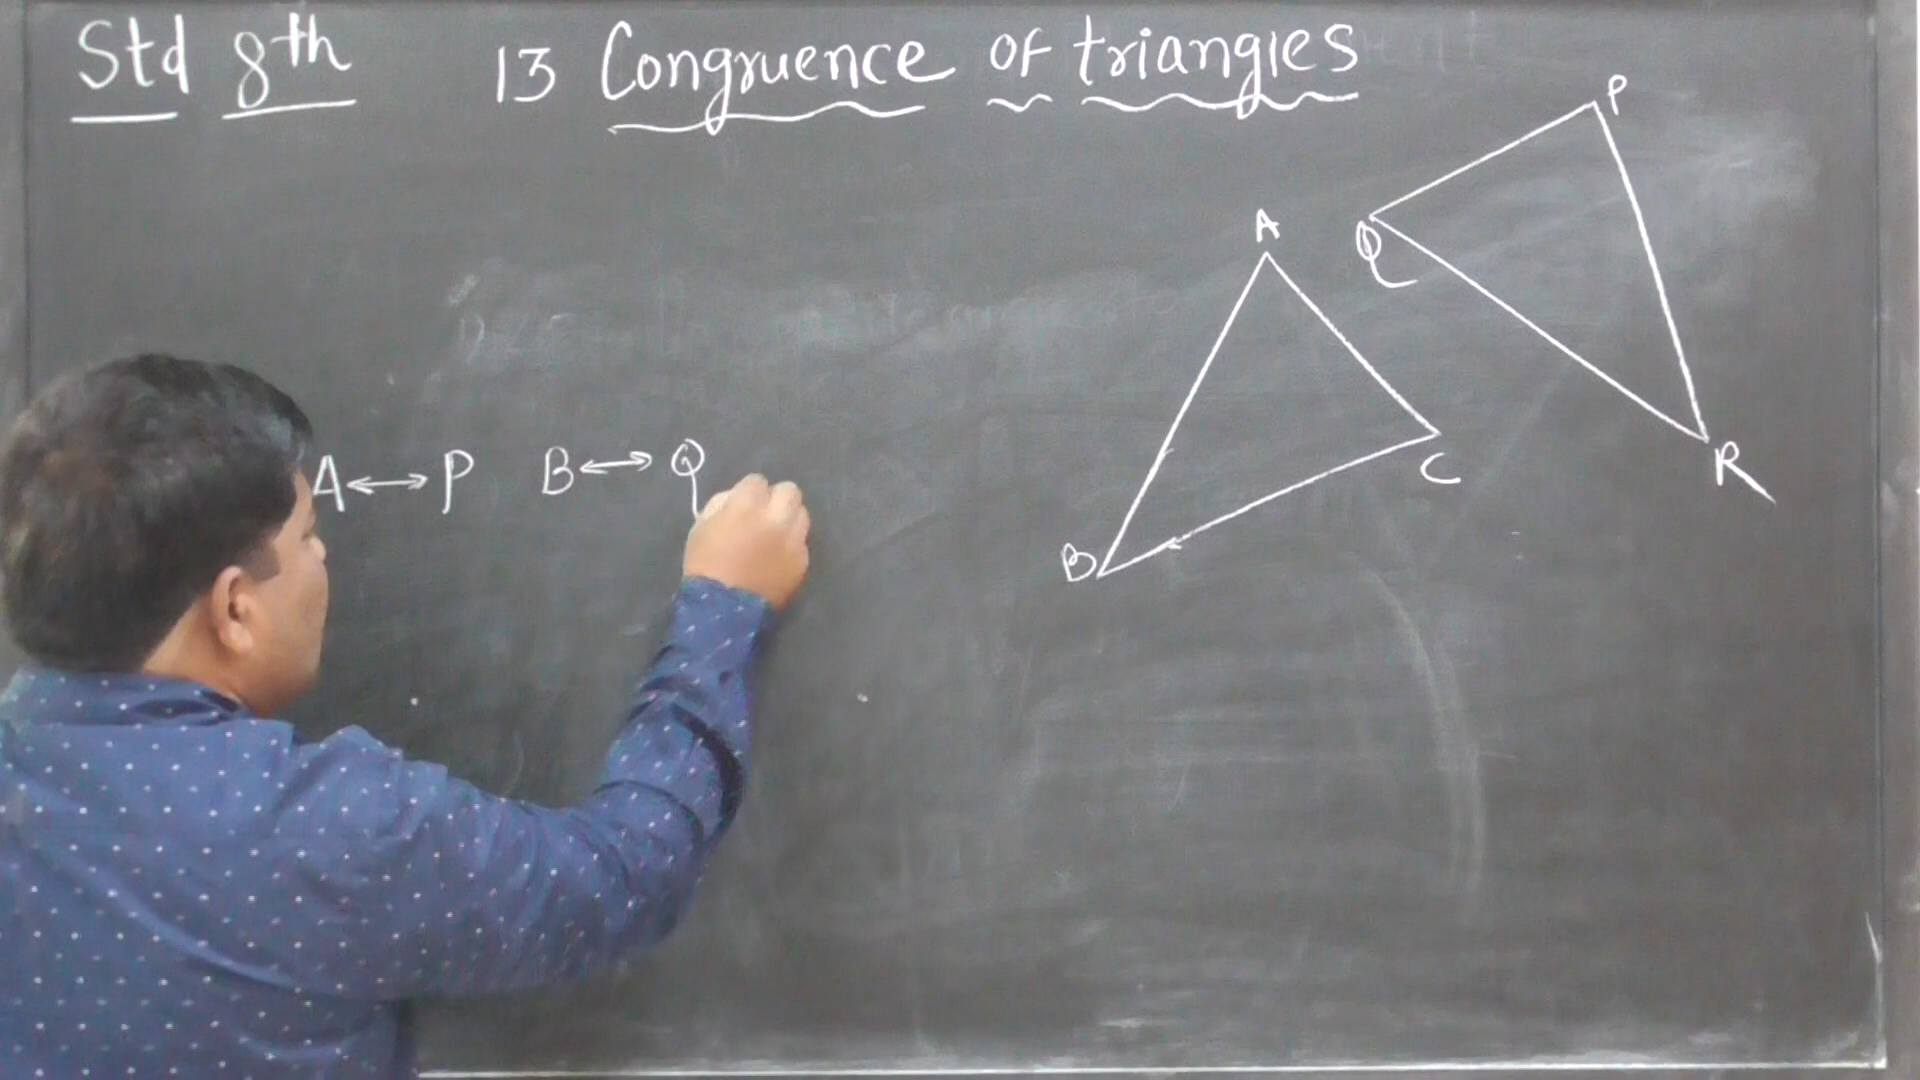 Std 8th 13 Congruence of triangles
P
A
Q
A↔P B↔Q
C
R
B